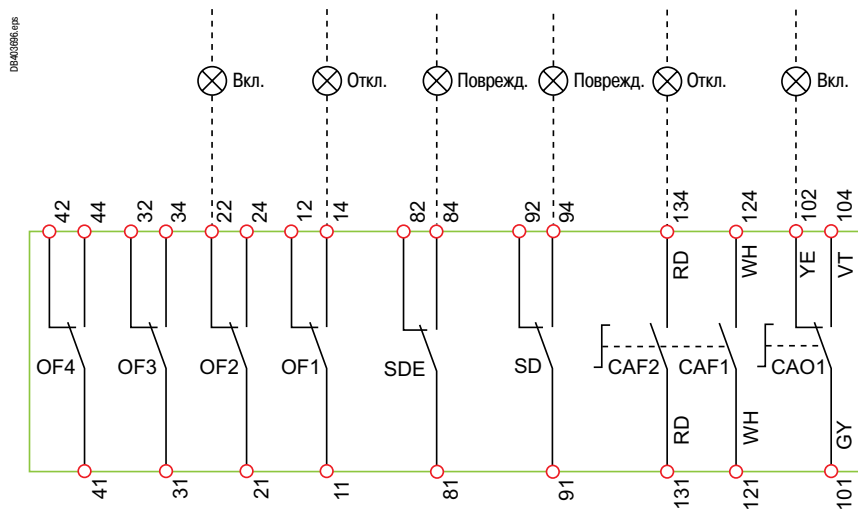 DB403696.eps
Вкл.
Откл.
Поврежд.
Поврежд.
Откл.
Вкл.
42
44
32
34
22
24
12
14
82
84
92
94
134
124
102
104
RD
WH
YE
VT
OF4
OF3
OF2
OF1
SDE
SD
CAF2
CAF1
CAO1
RD
WH
GY
41
31
21
11
81
91
131
121
101